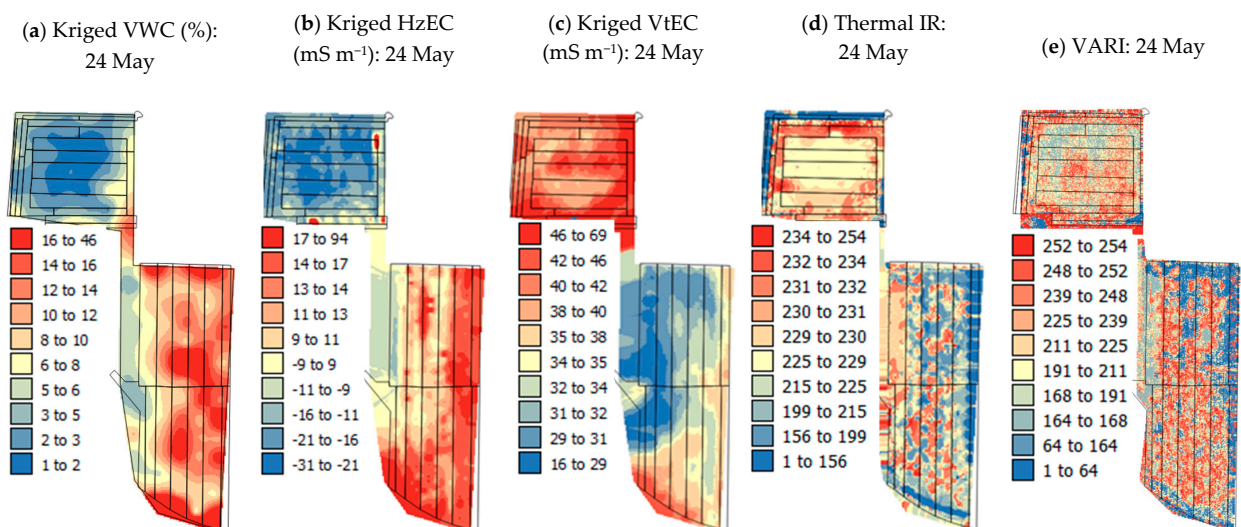 (a) Kriged VWC (%):
24 May
(b) Kriged HzEC
(mS m⁻¹): 24 May
(c) Kriged VtEC
(mS m⁻¹): 24 May
(d) Thermal IR:
24 May
(e) VARI: 24 May
16 to 46
14 to 16
12 to 14
10 to 12
8 to 10
6 to 8
5 to 6
3 to 5
2 to 3
1 to 2
17 to 94
14 to 17
13 to 14
11 to 13
9 to 11
-9 to 9
-11 to -9
-16 to -11
-21 to -16
-31 to -21
46 to 69
42 to 46
40 to 42
38 to 40
35 to 38
34 to 35
32 to 34
31 to 32
29 to 31
16 to 29
234 to 254
232 to 234
231 to 232
230 to 231
229 to 230
225 to 229
215 to 225
199 to 215
156 to 199
1 to 156
252 to 254
248 to 252
239 to 248
225 to 239
211 to 225
191 to 211
168 to 191
164 to 168
64 to 164
1 to 64